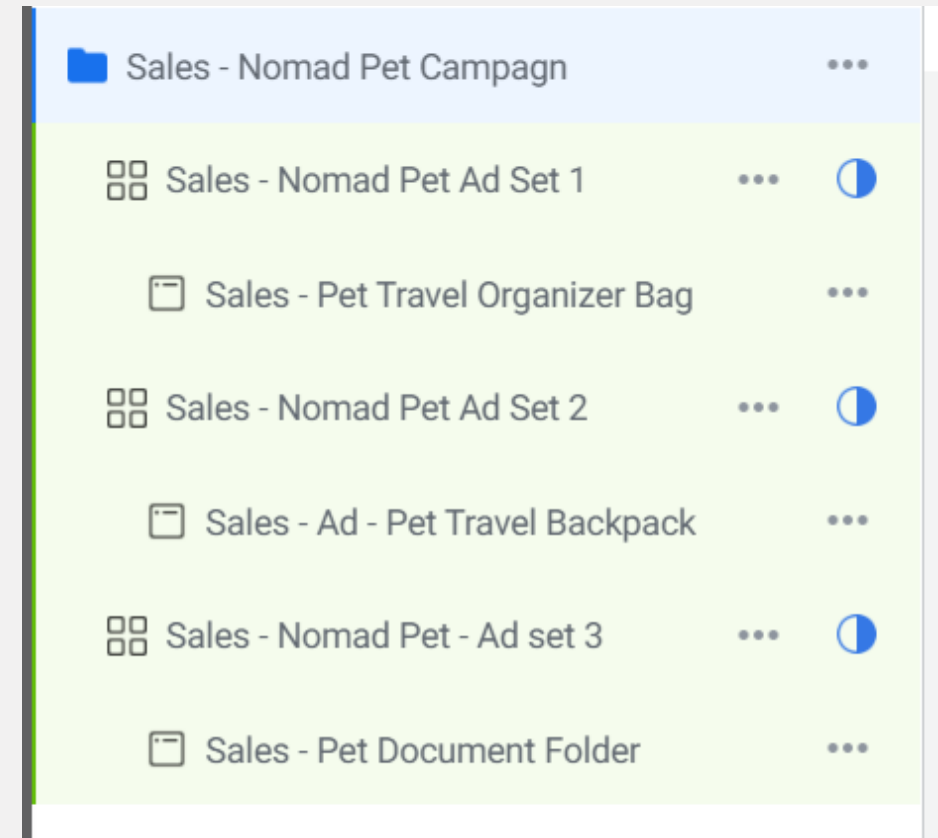 Sales - Nomad Pet Campagn
Sales - Nomad Pet Ad Set 1
Sales - Pet Travel Organizer Bag
Sales - Nomad Pet Ad Set 2
Sales - Ad - Pet Travel Backpack
Sales - Nomad Pet - Ad set 3
Sales - Pet Document Folder